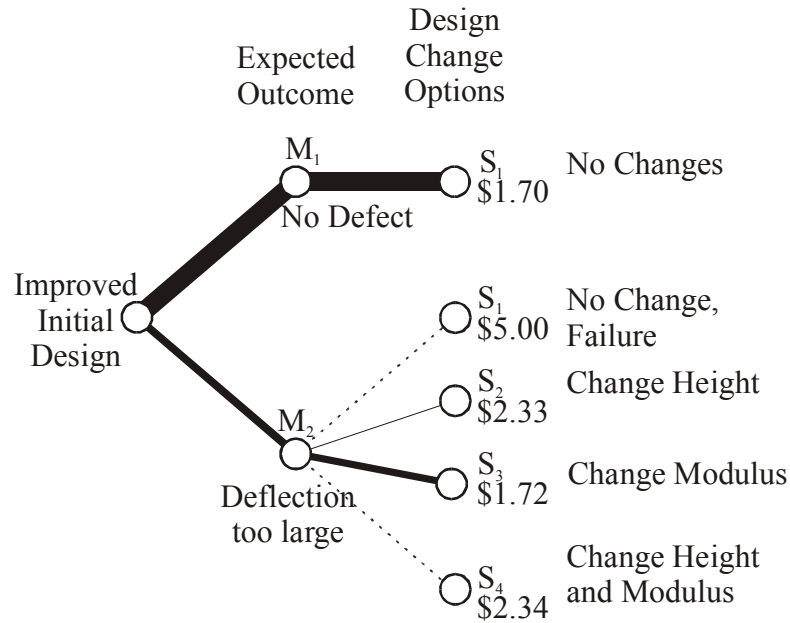 Expected
Outcome
Design
Change
Options
M₁
No Defect
S₁
$1.70
No Changes
Improved
Initial
Design
S₁
$5.00
No Change,
Failure
S₂
$2.33
Change Height
M₂
Deflection
too large
S₃
$1.72
Change Modulus
S₄
$2.34
Change Height
and Modulus